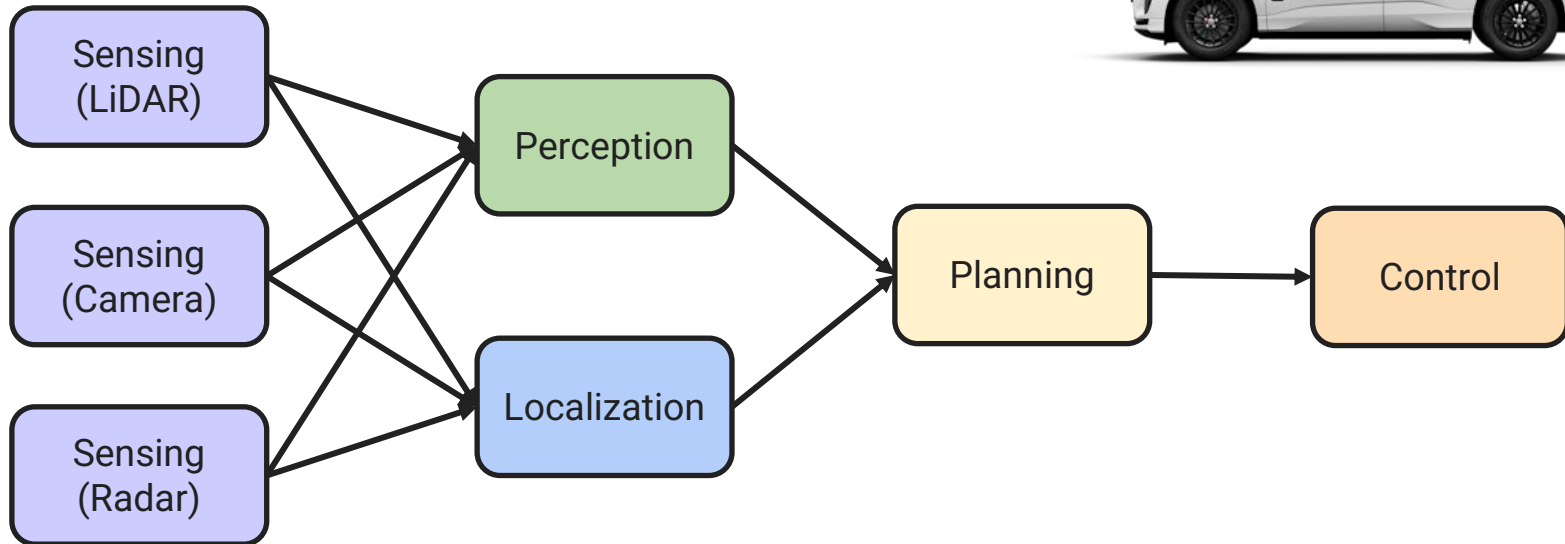 Sensing
(LiDAR)
Sensing
(Camera)
Sensing
(Radar)
Perception
Localization
Planning
Control